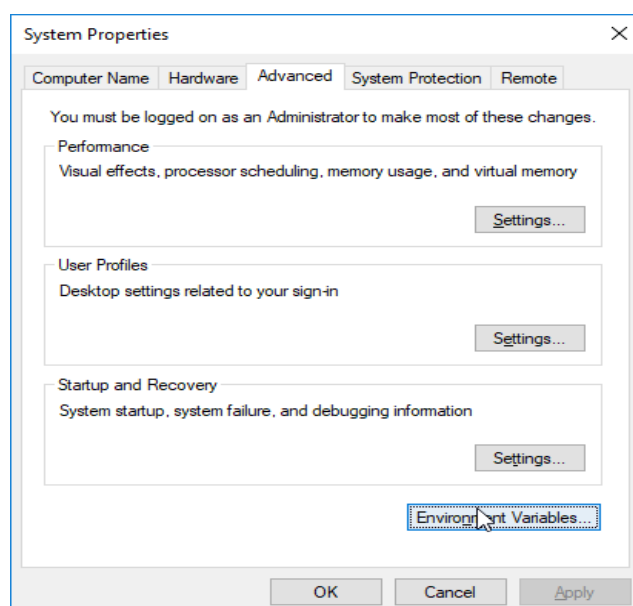 System Properties
Computer Name Hardware Advanced System Protection Remote
You must be logged on as an Administrator to make most of these changes.
Performance
Visual effects, processor scheduling, memory usage, and virtual memory
Settings...
User Profiles
Desktop settings related to your sign-in
Settings...
Startup and Recovery
System startup, system failure, and debugging information
Settings...
Environment Variables...
OK Cancel Apply